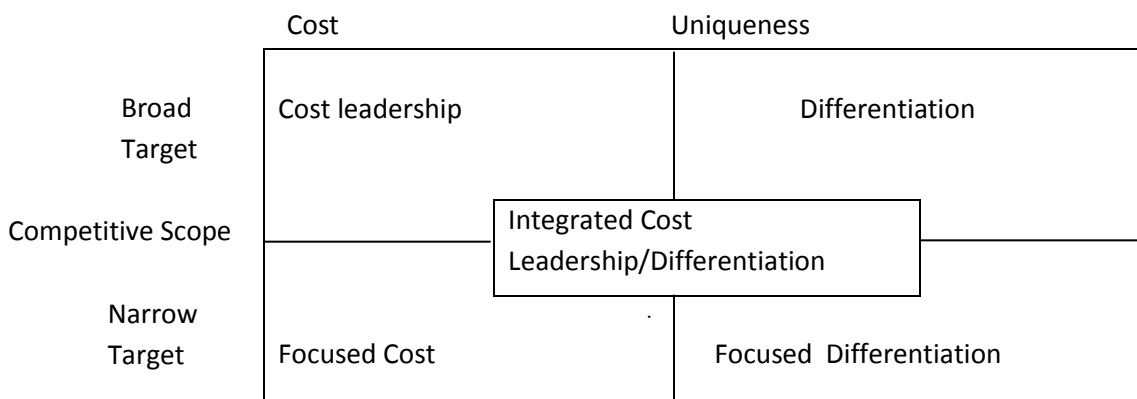 Cost Uniqueness
Broad
Target
Cost leadership
Differentiation
Competitive Scope
Integrated Cost
Leadership/Differentiation
Narrow
Target
Focused Cost
Focused Differentiation